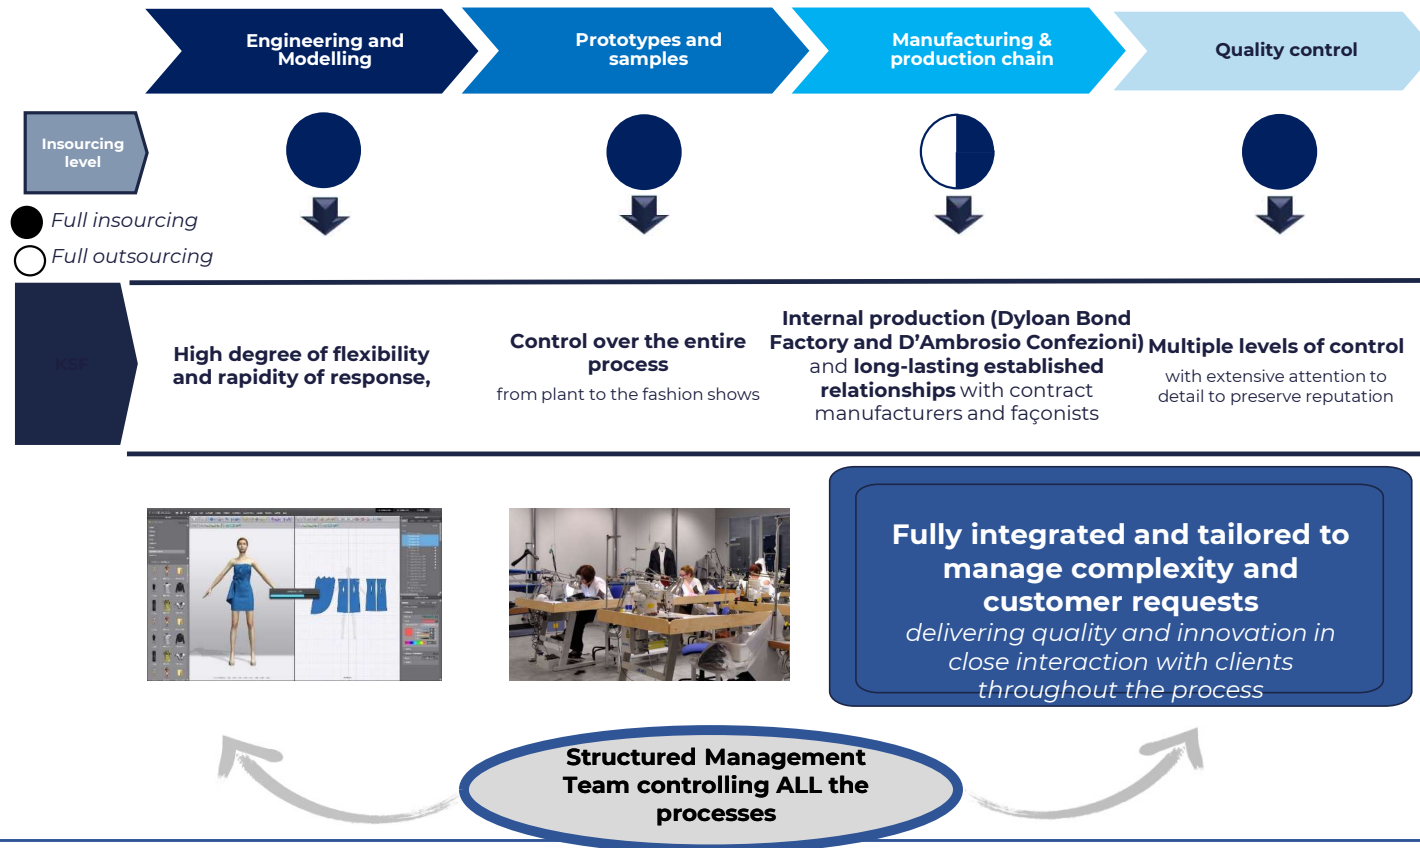 Engineering and
Modelling
Prototypes and
samples
Manufacturing &
production chain
Quality control
Insourcing
level
Full insourcing
Full outsourcing
KSF
High degree of flexibility
and rapidity of response,
Control over the entire
process
from plant to the fashion shows
Internal production (Dyloan Bond
Factory and D’Ambrosio Confezioni)
and long-lasting established
relationships with contract
manufacturers and façonists
Multiple levels of control
with extensive attention to
detail to preserve reputation
Fully integrated and tailored to
manage complexity and
customer requests
delivering quality and innovation in
close interaction with clients
throughout the process
Structured Management
Team controlling ALL the
processes